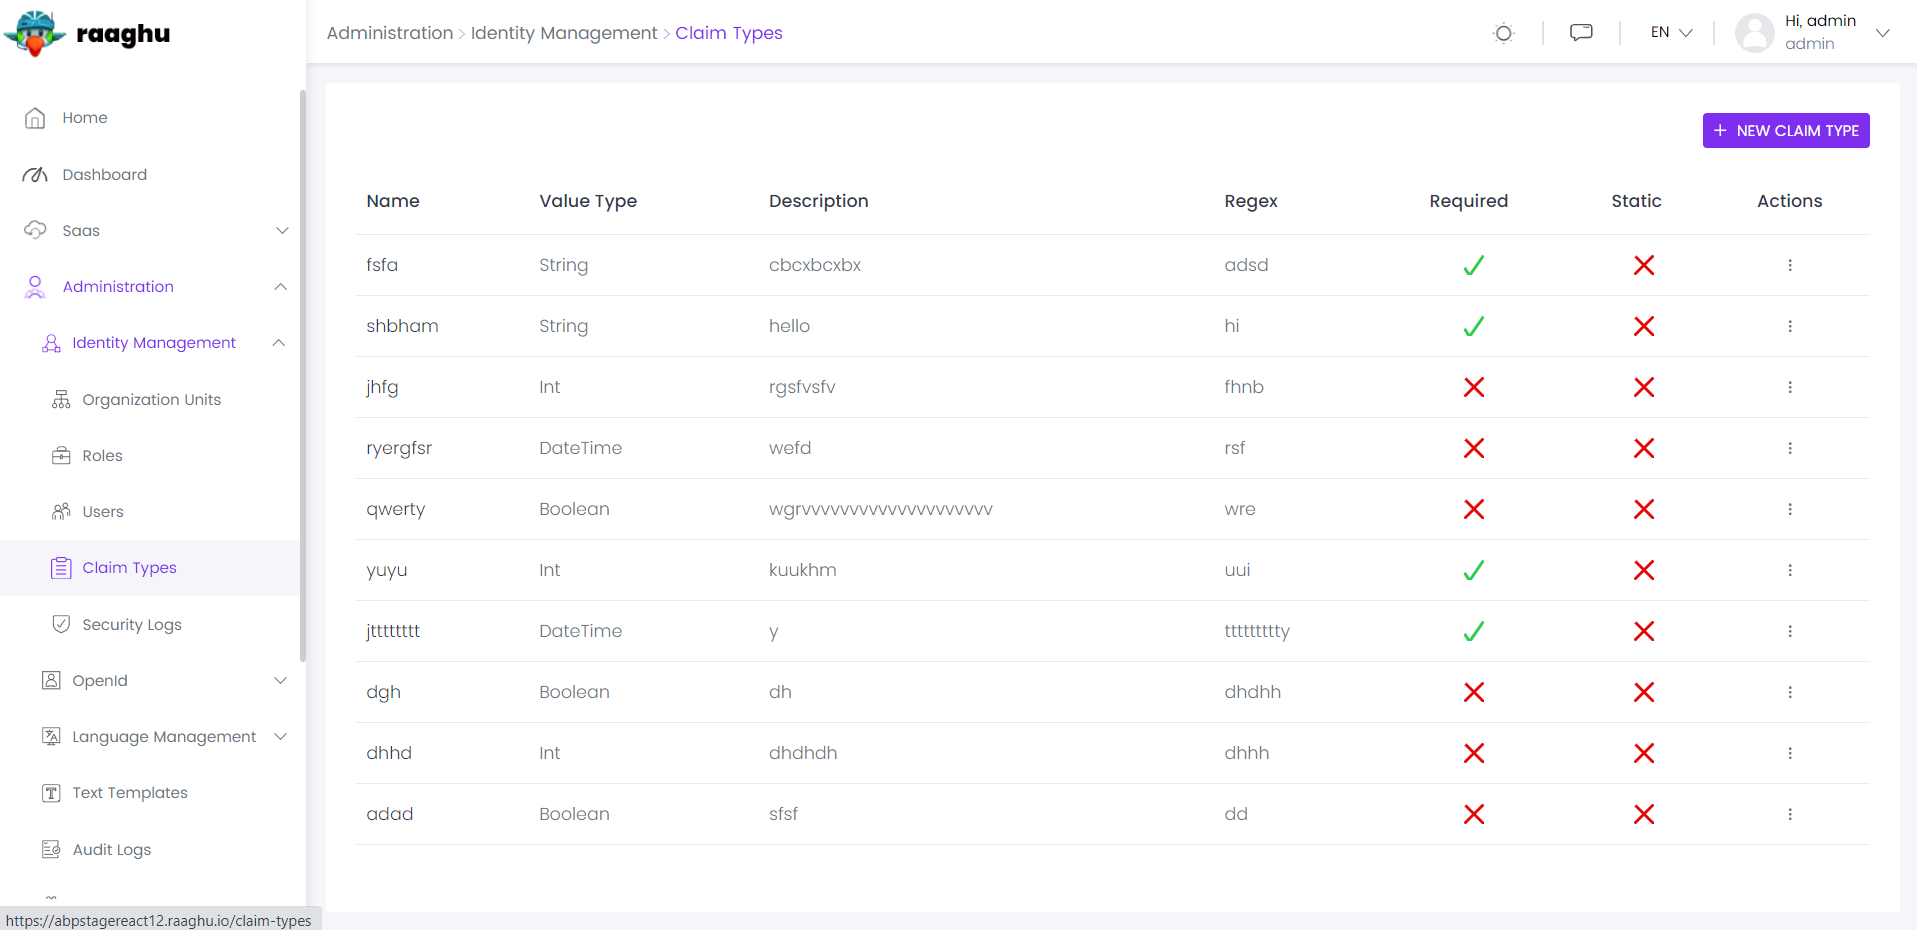 raaghu
Administration > Identity Management > Claim Types
EN
Hi, admin
admin
Home
Dashboard
Saas
Administration
Identity Management
Organization Units
Roles
Users
Claim Types
Security Logs
OpenId
Language Management
Text Templates
Audit Logs
+ NEW CLAIM TYPE
Name Value Type Description Regex Required Static Actions
fsfa String cbcxbcxbx adsd
shbham String hello hi
jhfg Int rgsfvsfv fhnb
ryergfsr DateTime wefd rsf
qwerty Boolean wgrvvvvvvvvvvvvvvvvvvvv wre
yuyu Int kuukhm uui
jtttttttt DateTime y ttttttttty
dgh Boolean dh dhdhh
dhhd Int dhdhdh dhhh
adad Boolean sfsf dd
https://abpstagereact12.raaghu.io/claim-types